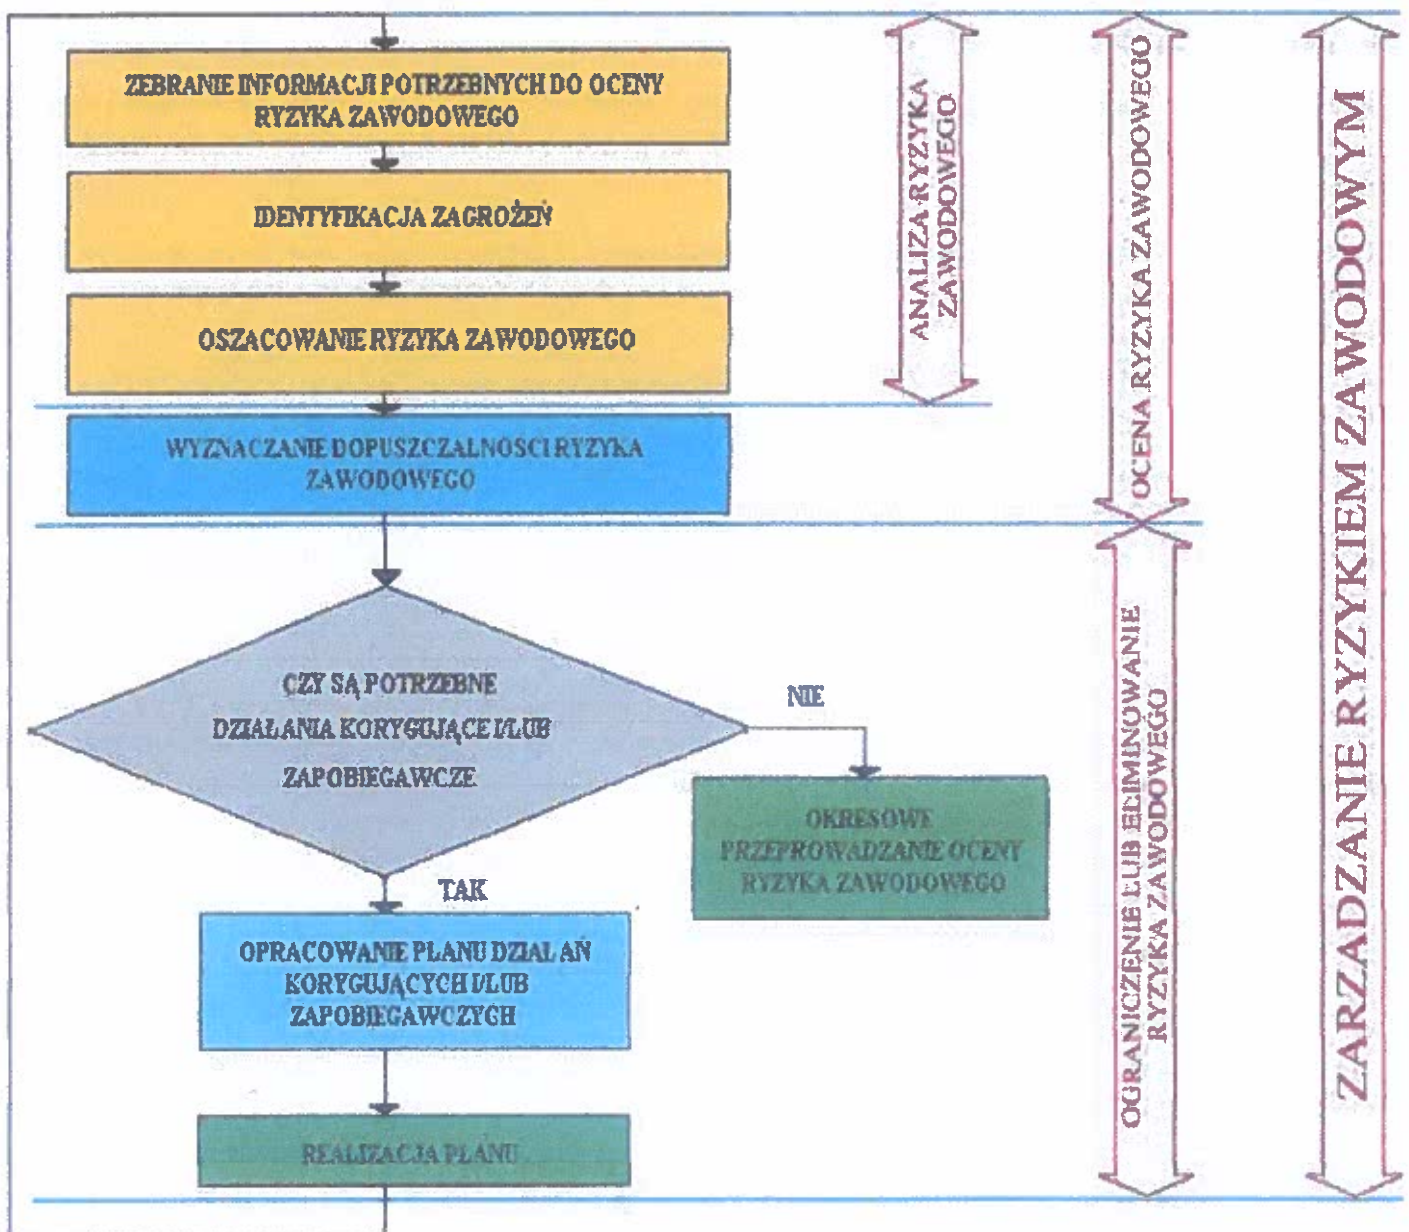 ZEBRANIE INFORMACJI POTRZEBNYCH DO OCENY
RYZYKA ZAWODOWEGO
IDENTYFIKACJA ZAGROŻEŃ
OSZACOWANIE RYZYKA ZAWODOWEGO
WYZNACZANIE DOPUSZCZALNOŚCI RYZYKA
ZAWODOWEGO
CZY SĄ POTRZEBNE
DZIAŁANIA KORYGUJĄCE I/LUB
ZAPOBIEGAWCZE
NIE
OKRESOWE
PRZEPROWADZANIE OCENY
RYZYKA ZAWODOWEGO
TAK
OPRACOWANIE PLANU DZIAŁAŃ
KORYGUJĄCYCH I/LUB
ZAPOBIEGAWCZYCH
REALIZACJA PLANU
ANALIZA RYZYKA
ZAWODOWEGO
OCENA RYZYKA ZAWODOWEGO
OGRANICZENIE LUB ELIMINOWANIE
RYZYKA ZAWODOWEGO
ZARZADZANIE RYZYKIEM ZAWODOWYM